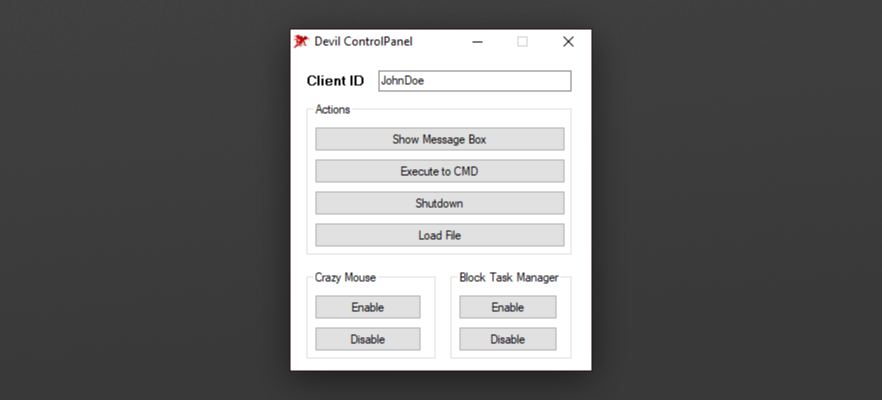 Devil ControlPanel
Client ID JohnDoe
Actions
Show Message Box
Execute to CMD
Shutdown
Load File
Crazy Mouse
Enable
Disable
Block Task Manager
Enable
Disable